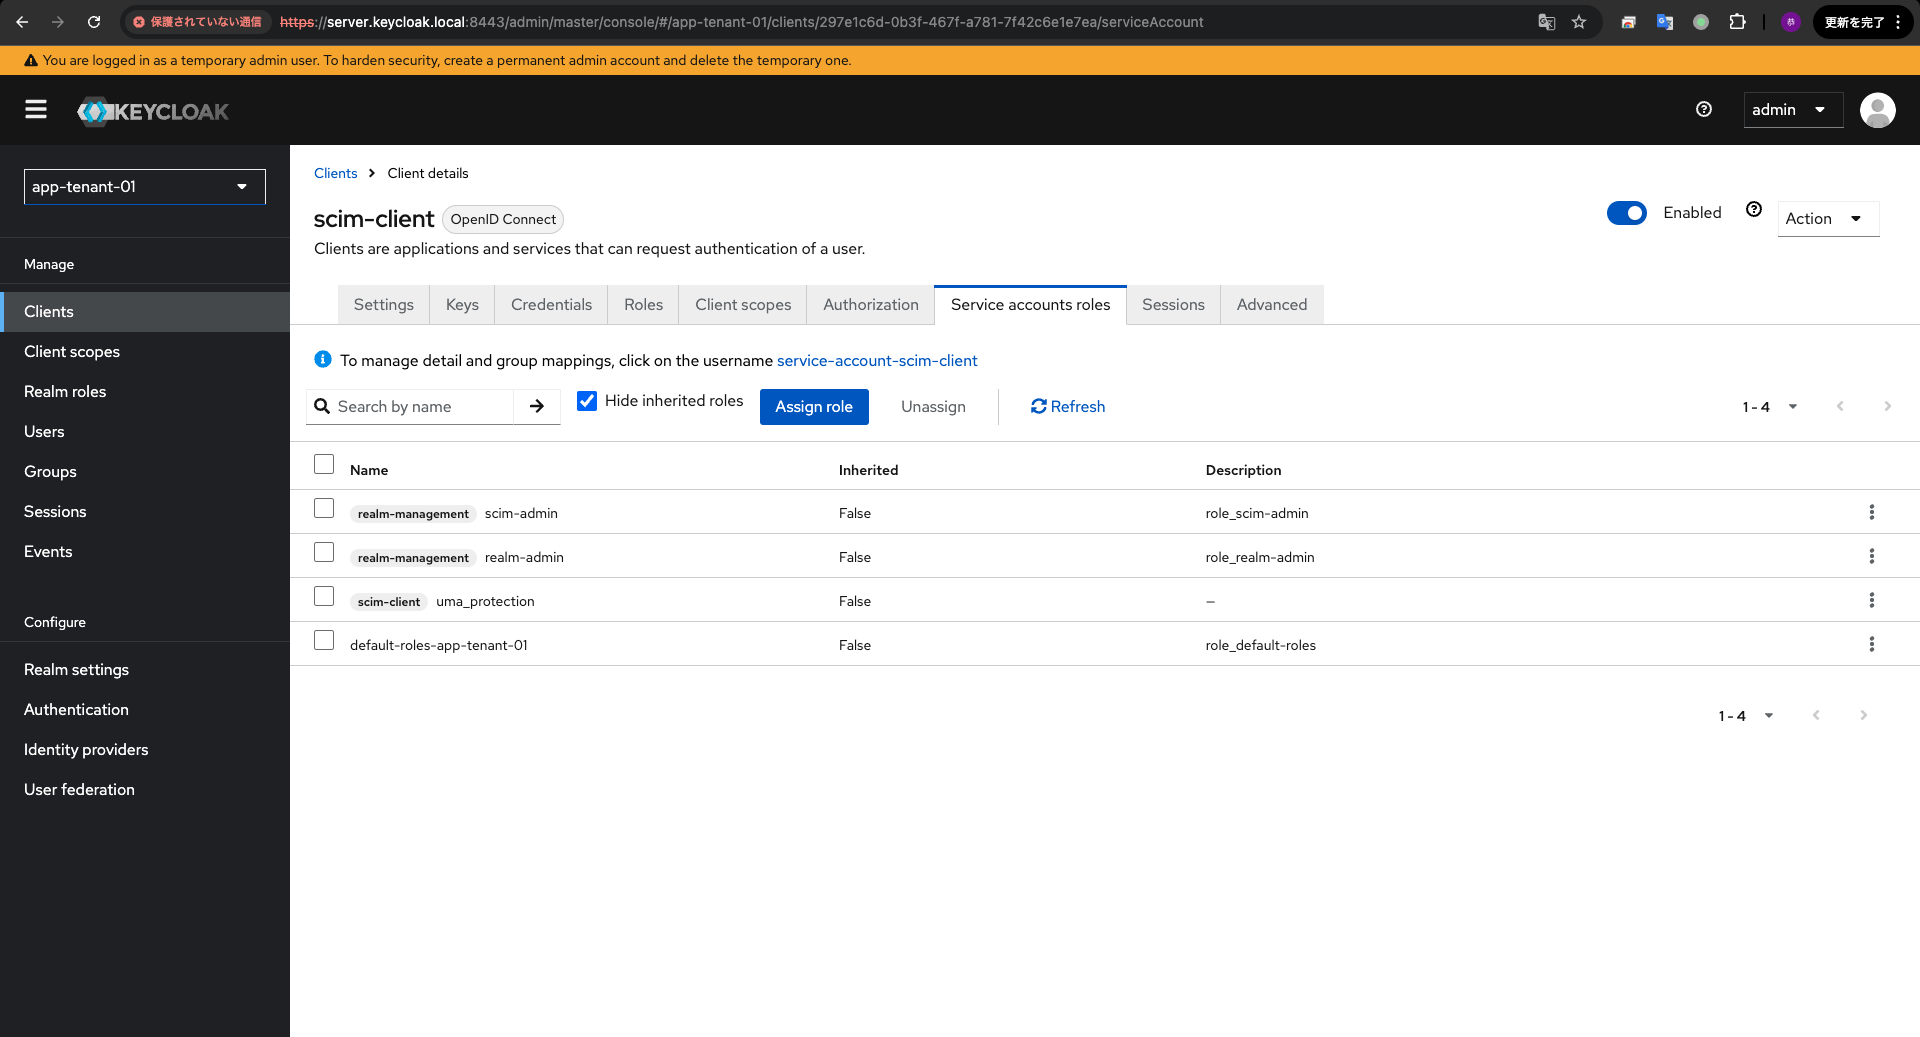 保護されていない通信 https://server.keycloak.local:8443/admin/master/console/#/app-tenant-01/clients/297e1c6d-0b3f-467f-a781-7f42c6e1e7ea/serviceAccount 恭 更新を完了
You are logged in as a temporary admin user. To harden security, create a permanent admin account and delete the temporary one.
KEYCLOAK admin
app-tenant-01
Manage
Clients
Client scopes
Realm roles
Users
Groups
Sessions
Events
Configure
Realm settings
Authentication
Identity providers
User federation
Clients Client details
scim-client OpenID Connect
Enabled Action
Clients are applications and services that can request authentication of a user.
Settings Keys Credentials Roles Client scopes Authorization Service accounts roles Sessions Advanced
To manage detail and group mappings, click on the username service-account-scim-client
Search by name Hide inherited roles Assign role Unassign Refresh 1 - 4
Name Inherited Description
realm-management scim-admin False role_scim-admin
realm-management realm-admin False role_realm-admin
scim-client uma_protection False —
default-roles-app-tenant-01 False role_default-roles
1 - 4